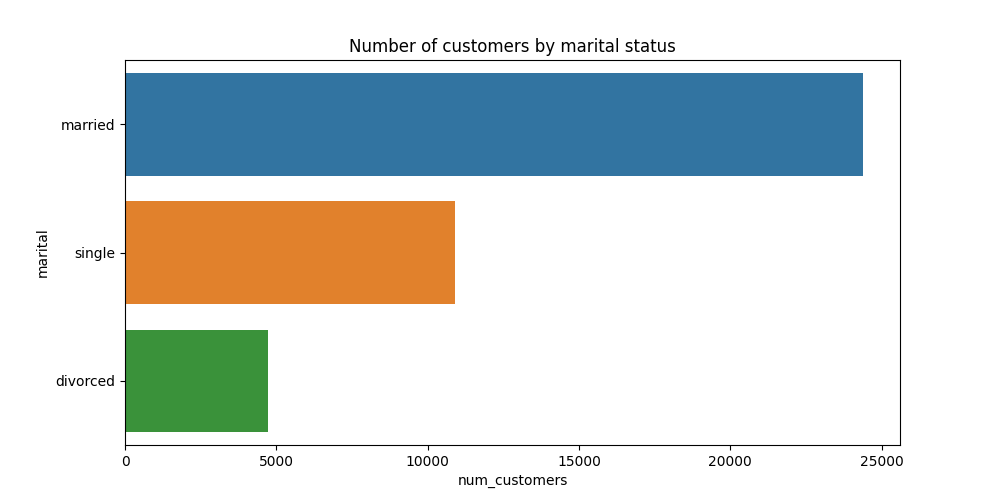 Number of customers by marital status
married
single
divorced
marital
0 5000 10000 15000 20000 25000
num_customers